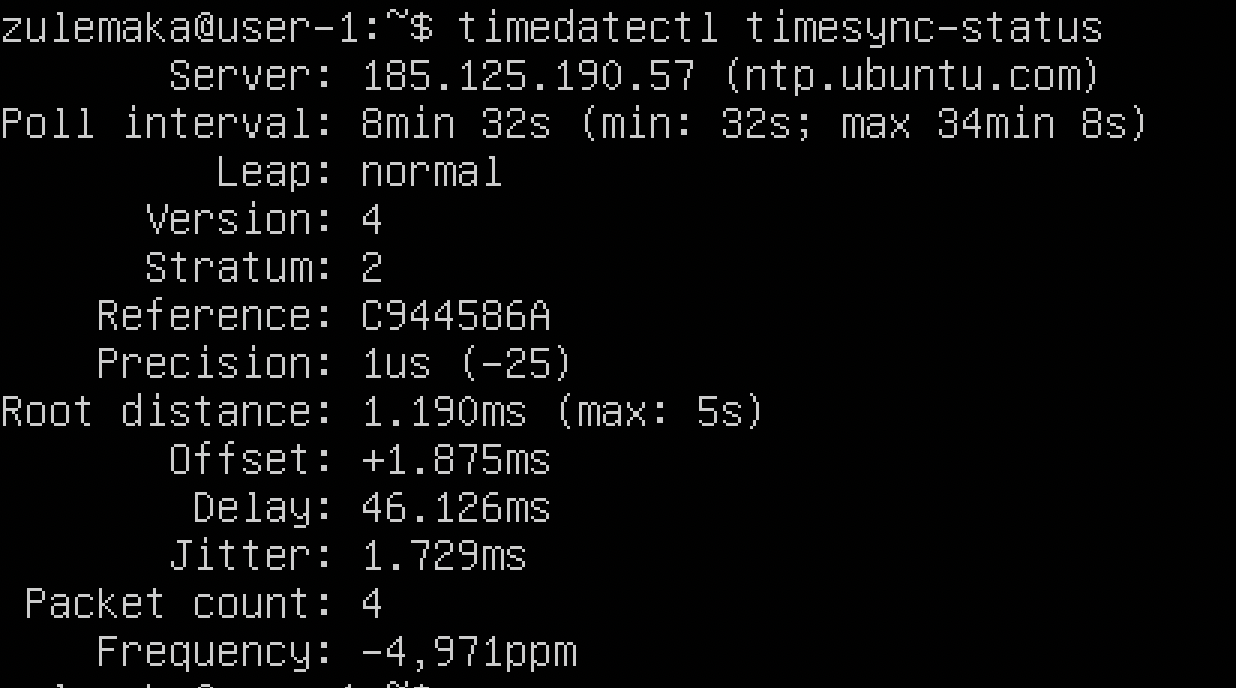 zulemaka@user-1:~$ timedatectl timesync-status
Server: 185.125.190.57 (ntp.ubuntu.com)
Poll interval: 8min 32s (min: 32s; max 34min 8s)
Leap: normal
Version: 4
Stratum: 2
Reference: C944586A
Precision: 1us (-25)
Root distance: 1.190ms (max: 5s)
Offset: +1.875ms
Delay: 46.126ms
Jitter: 1.729ms
Packet count: 4
Frequency: -4,971ppm